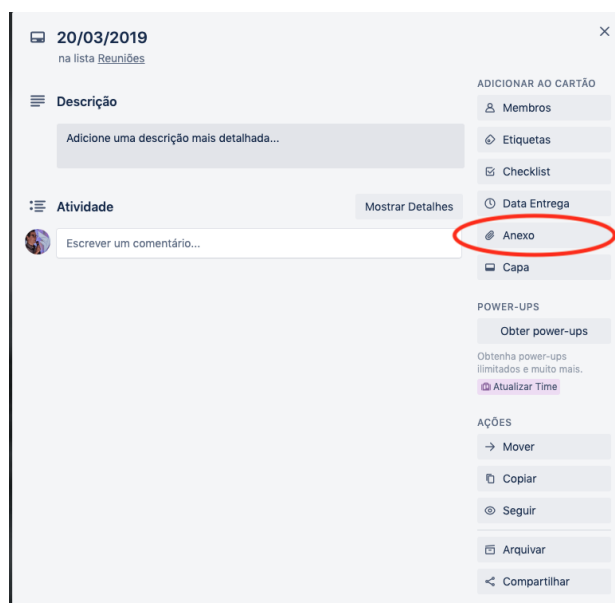 20/03/2019
na lista Reuniões
Descrição
Adicione uma descrição mais detalhada...
Atividade
Mostrar Detalhes
Escrever um comentário...
ADICIONAR AO CARTÃO
Membros
Etiquetas
Checklist
Data Entrega
Anexo
Capa
POWER-UPS
Obter power-ups
Obtenha power-ups
ilimitados e muito mais.
Atualizar Time
AÇÕES
Mover
Copiar
Seguir
Arquivar
Compartilhar